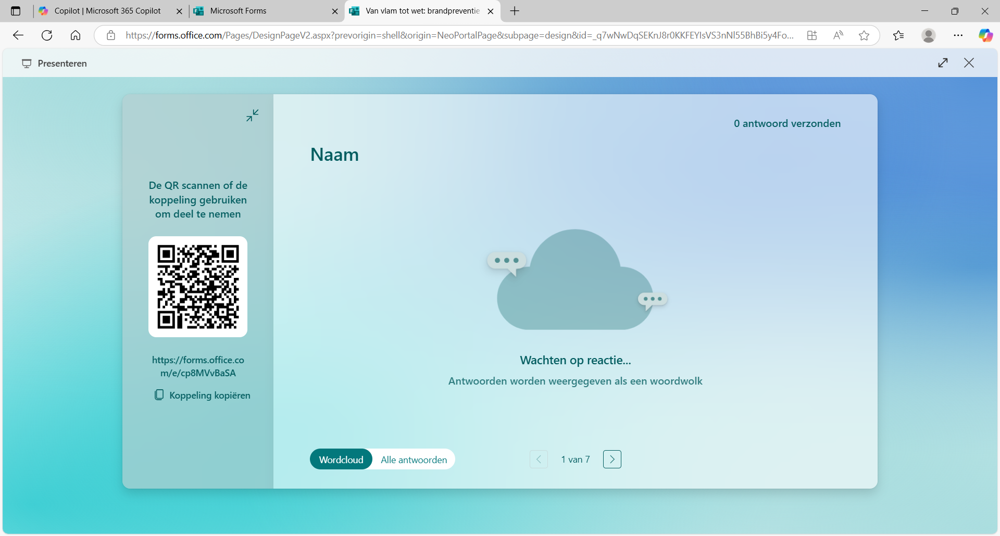 Copilot | Microsoft 365 Copilot
Microsoft Forms
Van vlam tot wet: brandpreventie
https://forms.office.com/Pages/DesignPageV2.aspx?prevorigin=shell&origin=NeoPortalPage&subpage=design&id=_q7wNwDqSEKnJ8r0KKFEYIsVS3nNl55BhBi5y4Fo...
Presenteren
0 antwoord verzonden
Naam
De QR scannen of de
koppeling gebruiken
om deel te nemen
https://forms.office.co
m/e/cp8MVvBaSA
Koppeling kopiëren
Wachten op reactie...
Antwoorden worden weergegeven als een woordwolk
Wordcloud
Alle antwoorden
1 van 7